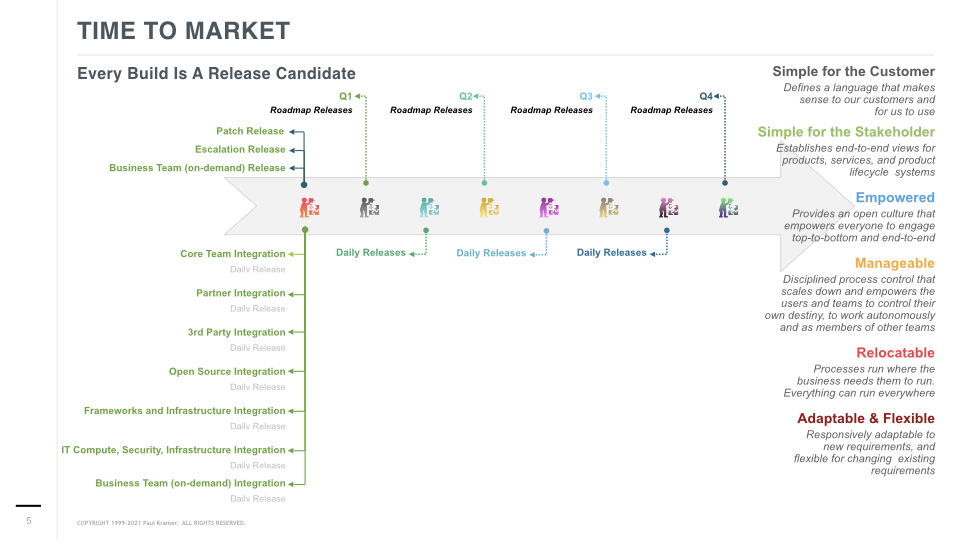 TIME TO MARKET
Every Build Is A Release Candidate
Q1
Roadmap Releases
Q2
Roadmap Releases
Q3
Roadmap Releases
Q4
Roadmap Releases
Patch Release
Escalation Release
Business Team (on-demand) Release
Core Team Integration
Daily Release
Partner Integration
Daily Release
3rd Party Integration
Daily Release
Open Source Integration
Daily Release
Frameworks and Infrastructure Integration
Daily Release
IT Compute, Security, Infrastructure Integration
Daily Release
Business Team (on-demand) Integration
Daily Release
Daily Releases
Daily Releases
Daily Releases
Simple for the Customer
Defines a language that makes
sense to our customers and
for us to use
Simple for the Stakeholder
Establishes end-to-end views for
products, services, and product
lifecycle systems
Empowered
Provides an open culture that
empowers everyone to engage
top-to-bottom and end-to-end
Manageable
Disciplined process control that
scales down and empowers the
users and teams to control their
own destiny, to work autonomously
and as members of other teams
Relocatable
Processes run where the
business needs them to run.
Everything can run everywhere
Adaptable & Flexible
Responsively adaptable to
new requirements, and
flexible for changing existing
requirements
5
COPYRIGHT 1999-2021 Paul Kramer. ALL RIGHTS RESERVED.